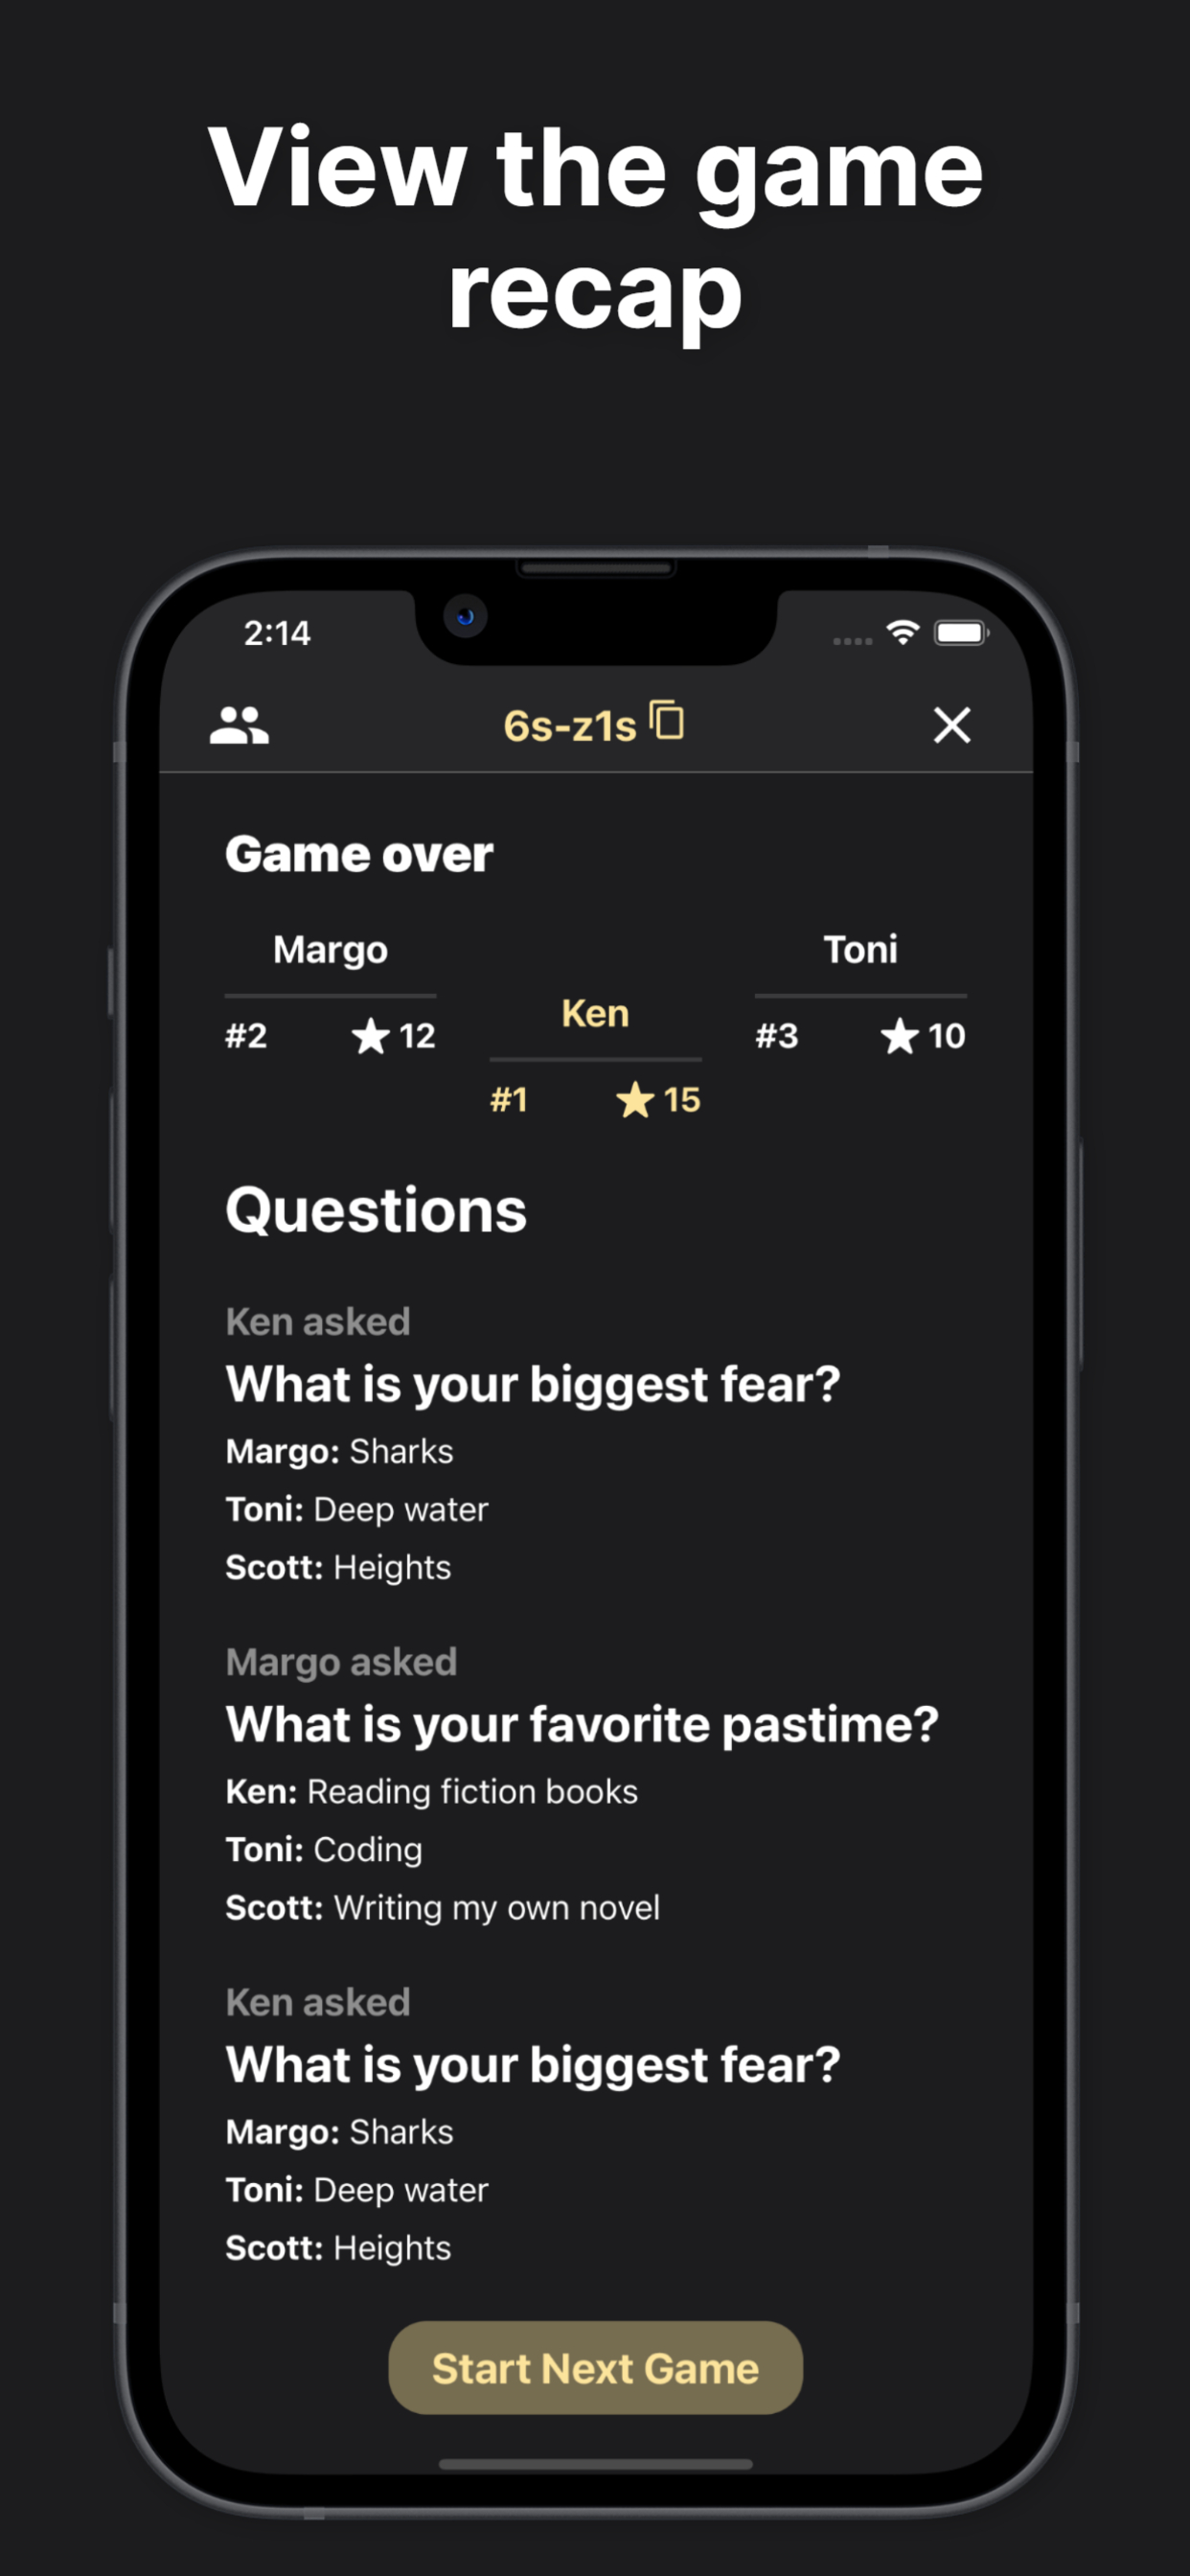 View the game
recap
2:14
6s-z1s
Game over
Margo
#2 12
Ken
#1 15
Toni
#3 10
Questions
Ken asked
What is your biggest fear?
Margo: Sharks
Toni: Deep water
Scott: Heights
Margo asked
What is your favorite pastime?
Ken: Reading fiction books
Toni: Coding
Scott: Writing my own novel
Ken asked
What is your biggest fear?
Margo: Sharks
Toni: Deep water
Scott: Heights
Start Next Game